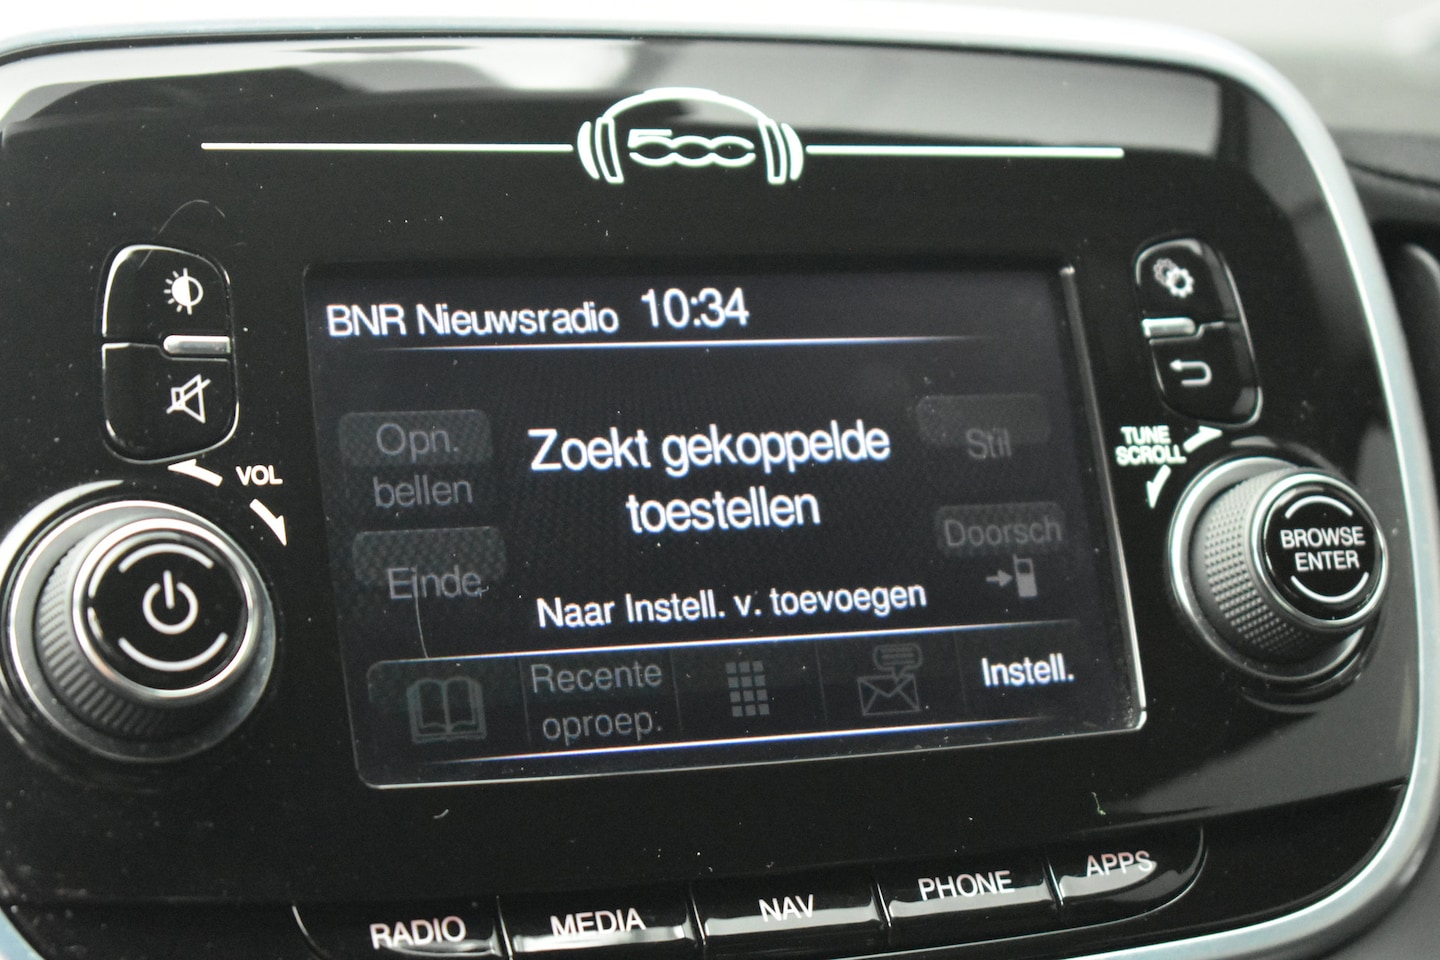 500
BNR Nieuwsradio 10:34
Opn.
bellen
Zoekt gekoppelde
toestellen
Stil
Einde
Doorsch
Naar Instell. v. toevoegen
Recente
oproep.
Instell.
VOL
TUNE
SCROLL
BROWSE
ENTER
RADIO
MEDIA
NAV
PHONE
APPS